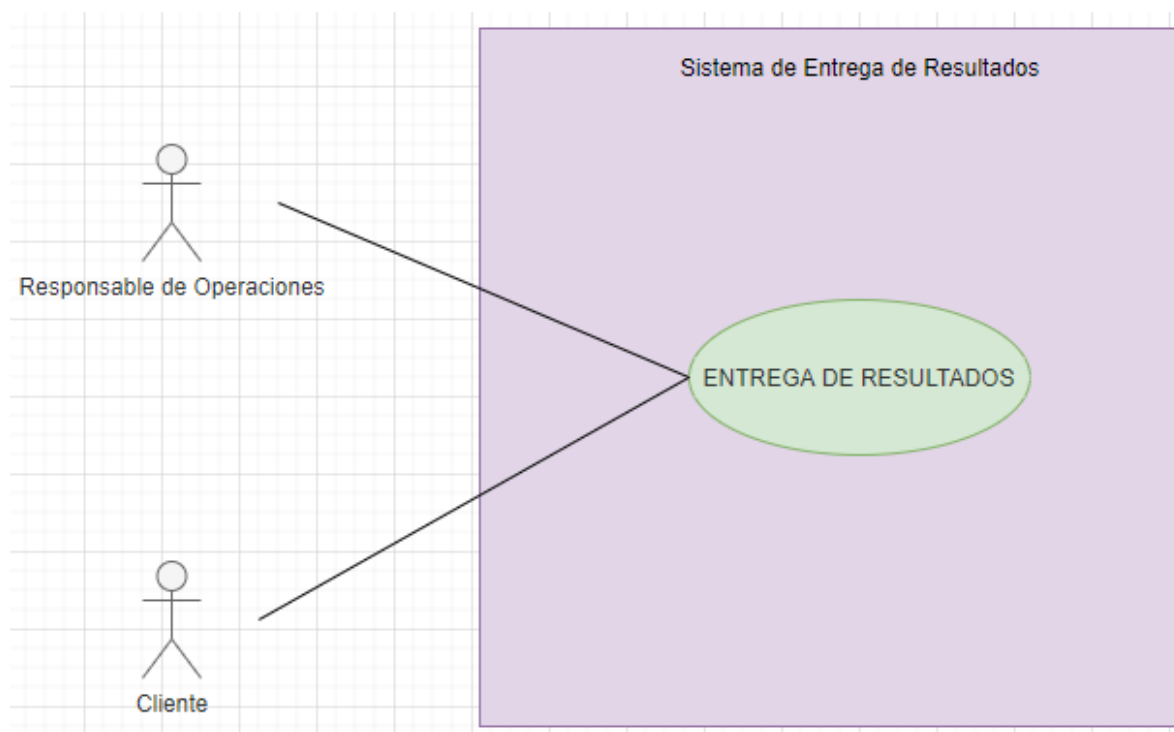 Sistema de Entrega de Resultados
Responsable de Operaciones
ENTREGA DE RESULTADOS
Cliente